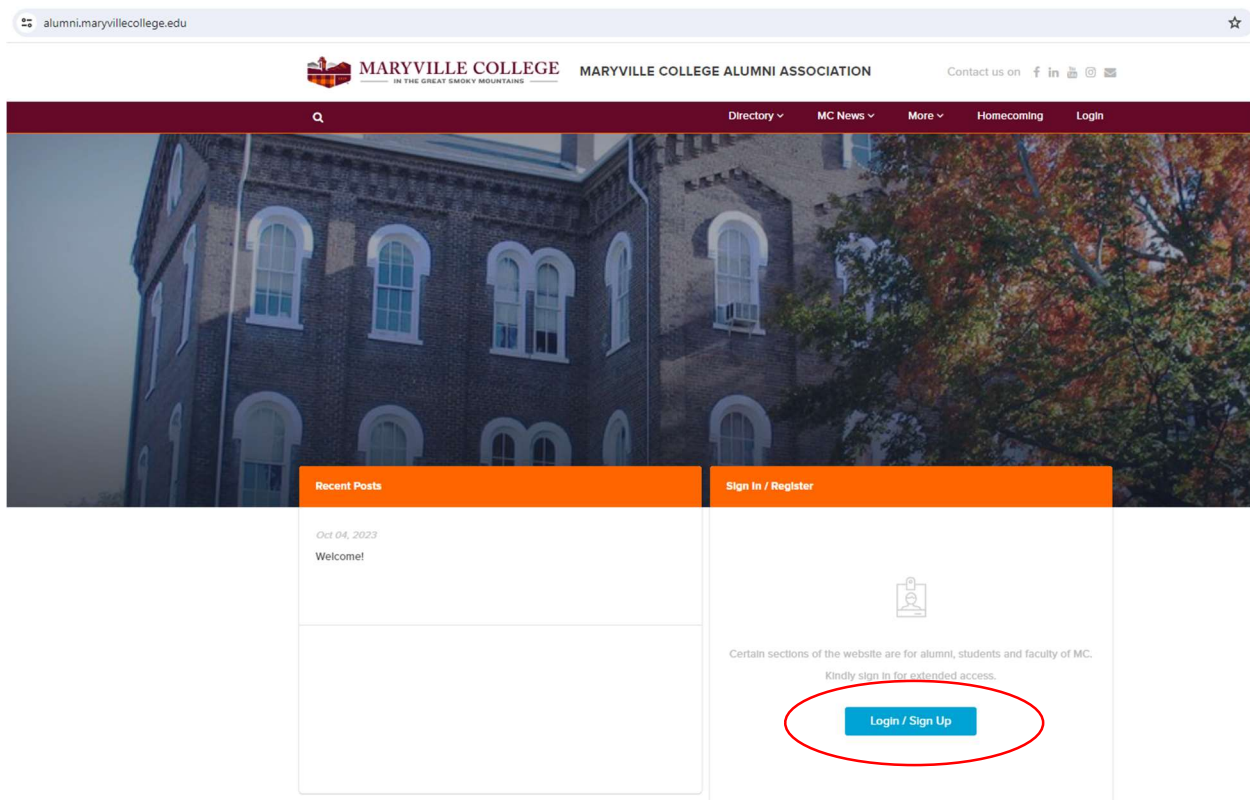 alumni.maryvillecollege.edu
MARYVILLE COLLEGE
IN THE GREAT SMOKY MOUNTAINS
MARYVILLE COLLEGE ALUMNI ASSOCIATION
Contact us on
Directory
MC News
More
Homecoming
Login
Recent Posts
Oct 04, 2023
Welcome!
Sign In / Register
Certain sections of the website are for alumni, students and faculty of MC.
Kindly sign in for extended access.
Login / Sign Up